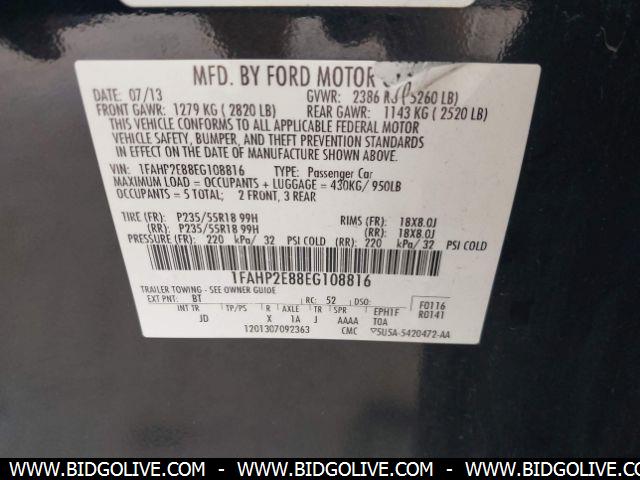 MFD. BY FORD MOTOR
DATE: 07/13 GVWR: 2386 (5260 LB)
FRONT GAWR: 1279 KG ( 2820 LB) REAR GAWR: 1143 KG ( 2520 LB)
THIS VEHICLE CONFORMS TO ALL APPLICABLE FEDERAL MOTOR
VEHICLE SAFETY, BUMPER, AND THEFT PREVENTION STANDARDS
IN EFFECT ON THE DATE OF MANUFACTURE SHOWN ABOVE.
VIN: 1FAHP2E88EG108816 TYPE: Passenger Car
MAXIMUM LOAD = OCCUPANTS + LUGGAGE = 430KG/ 950LB
OCCUPANTS = 5 TOTAL; 2 FRONT, 3 REAR
TIRE (FR): P235/55R18 99H RIMS (FR): 18X8.0J
(RR): P235/55R18 99H (RR): 18X8.0J
PRESSURE (FR): 220 kPa/ 32 PSI COLD (RR): 220 kPa/ 32 PSI COLD
1FAHP2E88EG108816
TRAILER TOWING - SEE OWNER GUIDE
EXT PNT: BT RC: 52 DSO: F0116
INT TR TP/PS R AXLE TR SPR EPH1F R0141
JD X 1A J AAAA TOA
1201307092363 CMC 5U5A-5420472-AA
WWW.BIDGOLIVE.COM - WWW.BIDGOLIVE.COM - WWW.BIDGOLIVE.COM